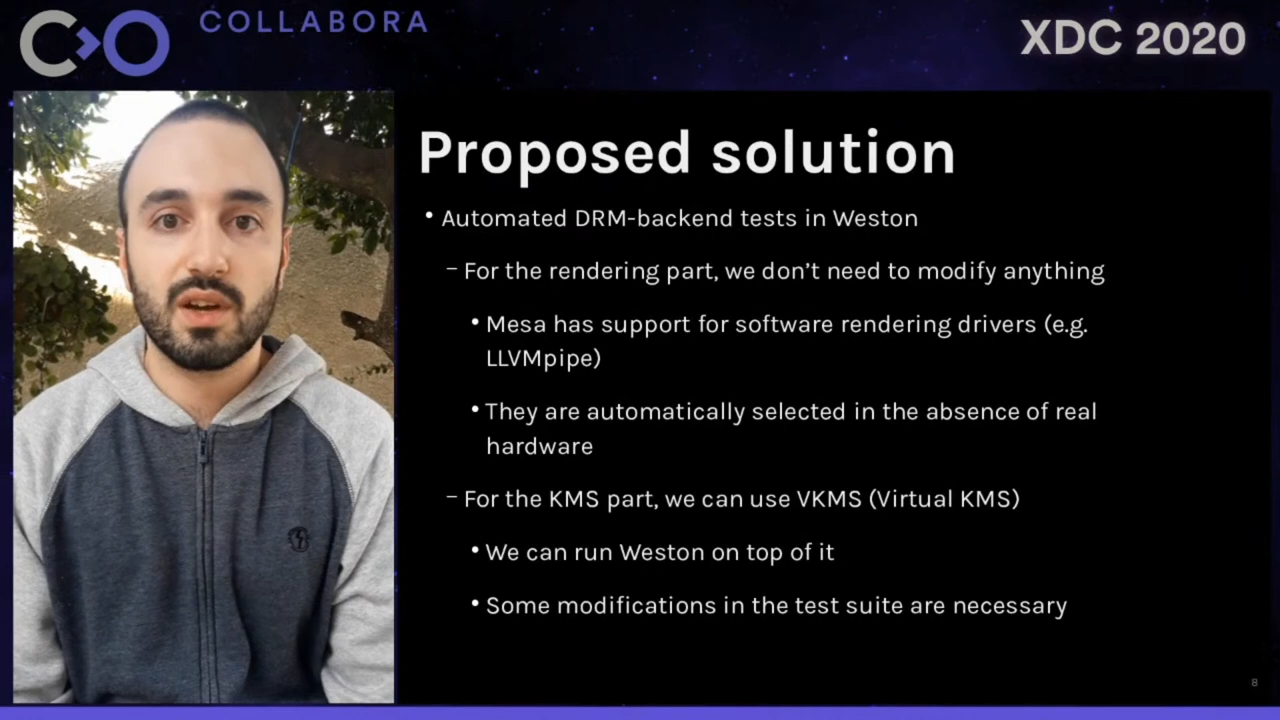 COLLABORA
XDC 2020
Proposed solution
• Automated DRM-backend tests in Weston
– For the rendering part, we don’t need to modify anything
• Mesa has support for software rendering drivers (e.g.
LLVMpipe)
• They are automatically selected in the absence of real
hardware
– For the KMS part, we can use VKMS (Virtual KMS)
• We can run Weston on top of it
• Some modifications in the test suite are necessary
8